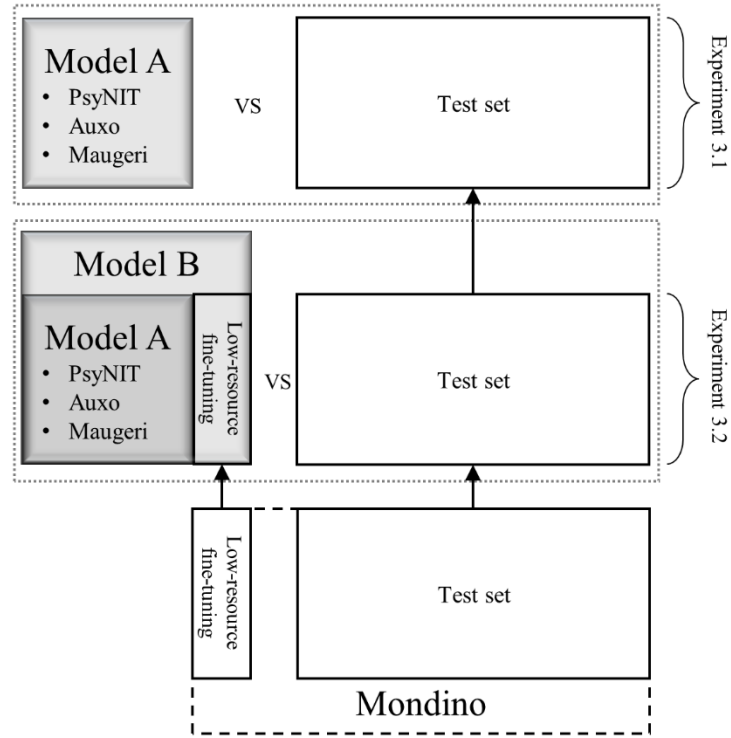 Model A
• PsyNIT
• Auxo
• Maugeri
VS
Test set
Experiment 3.1
Model B
Model A
• PsyNIT
• Auxo
• Maugeri
Low-resource
fine-tuning
VS
Test set
Experiment 3.2
Low-resource
fine-tuning
Test set
Mondino